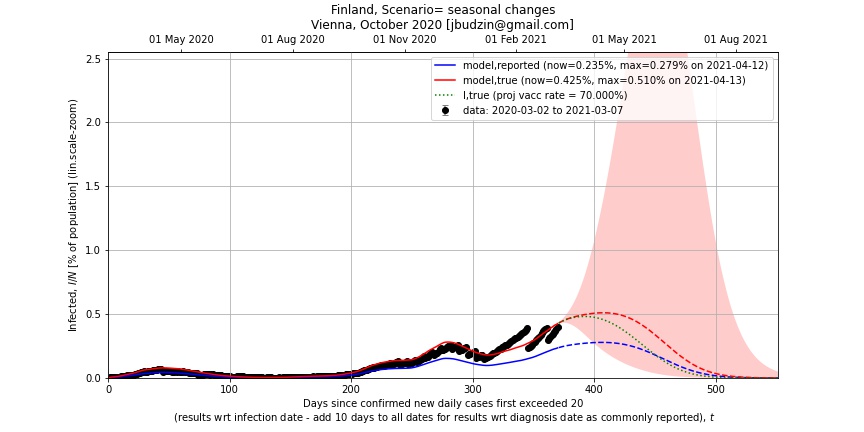 Finland, Scenario= seasonal changes
Vienna, October 2020 [jbudzin@gmail.com]
01 May 2020 01 Aug 2020 01 Nov 2020 01 Feb 2021 01 May 2021 01 Aug 2021
model,reported (now=0.235%, max=0.279% on 2021-04-12)
model,true (now=0.425%, max=0.510% on 2021-04-13)
I,true (proj vacc rate = 70.000%)
data: 2020-03-02 to 2021-03-07
Infected, I/N [% of population] (lin.scale-zoom)
2.5
2.0
1.5
1.0
0.5
0.0
0 100 200 300 400 500
Days since confirmed new daily cases first exceeded 20
(results wrt infection date - add 10 days to all dates for results wrt diagnosis date as commonly reported), t